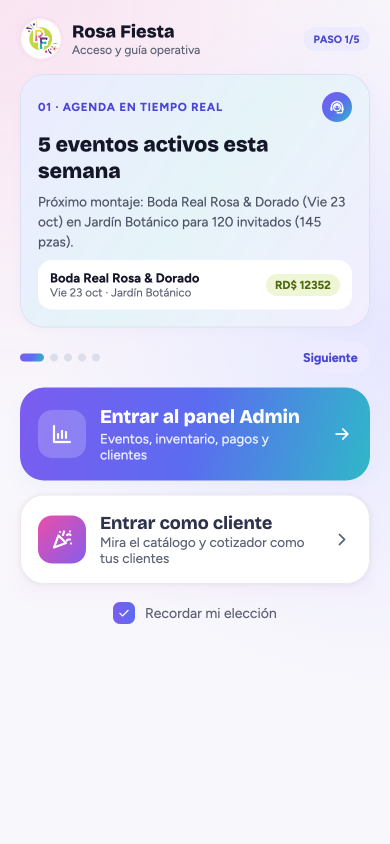 Rosa Fiesta
Acceso y guía operativa
PASO 1/5
01 · AGENDA EN TIEMPO REAL
5 eventos activos esta
semana
Próximo montaje: Boda Real Rosa & Dorado (Vie 23
oct) en Jardín Botánico para 120 invitados (145
pzas).
Boda Real Rosa & Dorado
Vie 23 oct · Jardín Botánico
RD$ 12352
Siguiente
Entrar al panel Admin
Eventos, inventario, pagos y
clientes
Entrar como cliente
Mira el catálogo y cotizador como
tus clientes
Recordar mi elección